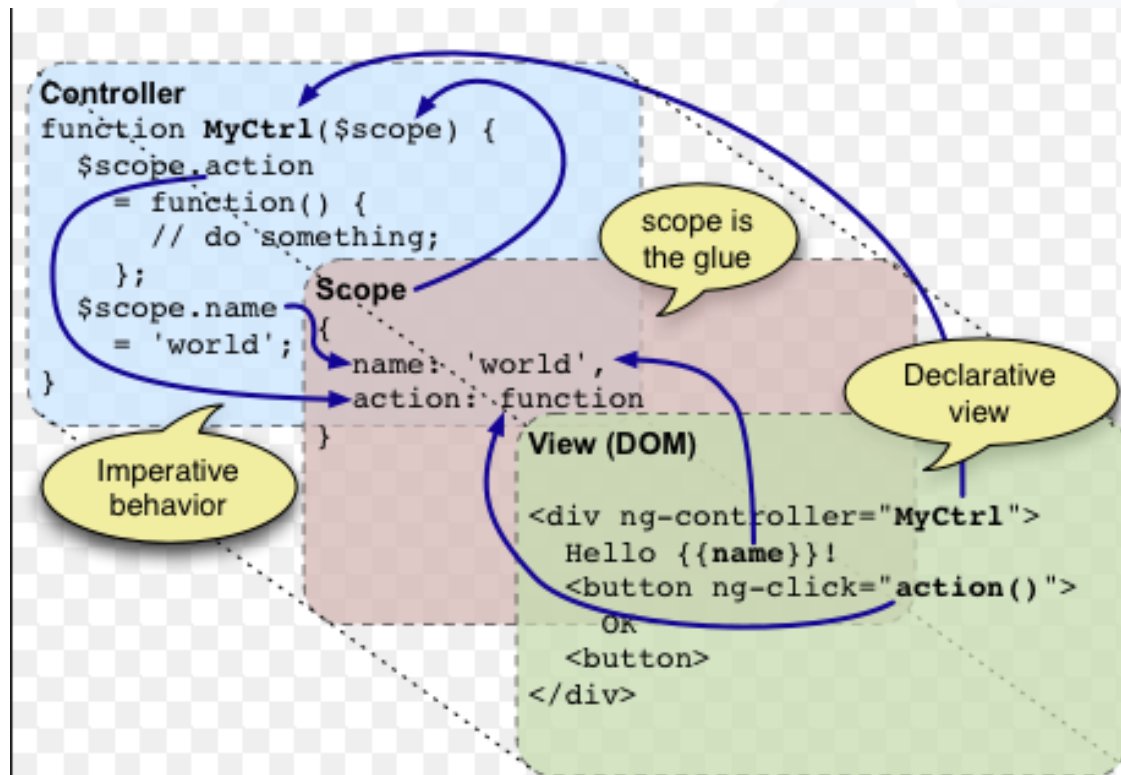 Controller
function MyCtrl($scope) {
$scope.action
= function() {
// do something;
};
$scope.name
= 'world';
}
Imperative
behavior
scope is
the glue
Scope
{
name: 'world',
action: function
}
Declarative
view
View (DOM)
<div ng-controller="MyCtrl">
Hello {{name}}!
<button ng-click="action()">
OK
<button>
</div>